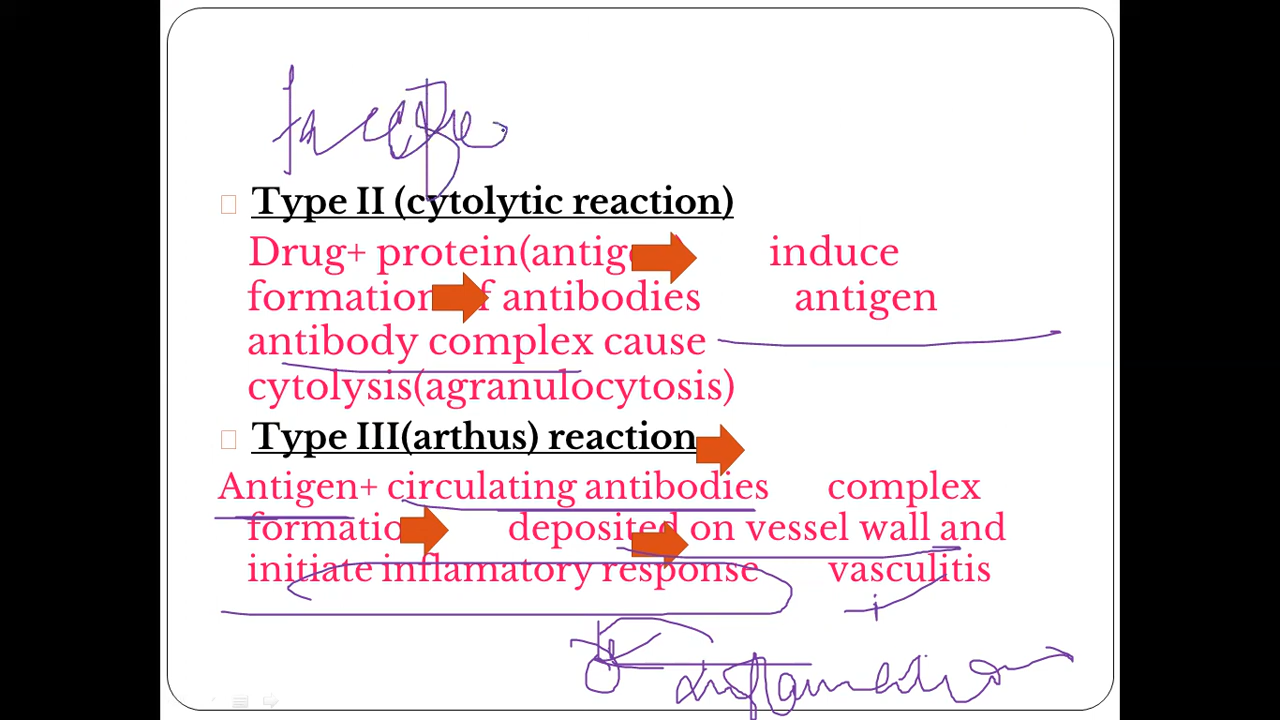 Type II (cytolytic reaction)
Drug+ protein(antige induce
formation f antibodies antigen
antibody complex cause
cytolysis(agranulocytosis)
Type III(arthus) reaction
Antigen+ circulating antibodies complex
formatio deposited on vessel wall and
initiate inflamatory response vasculitis